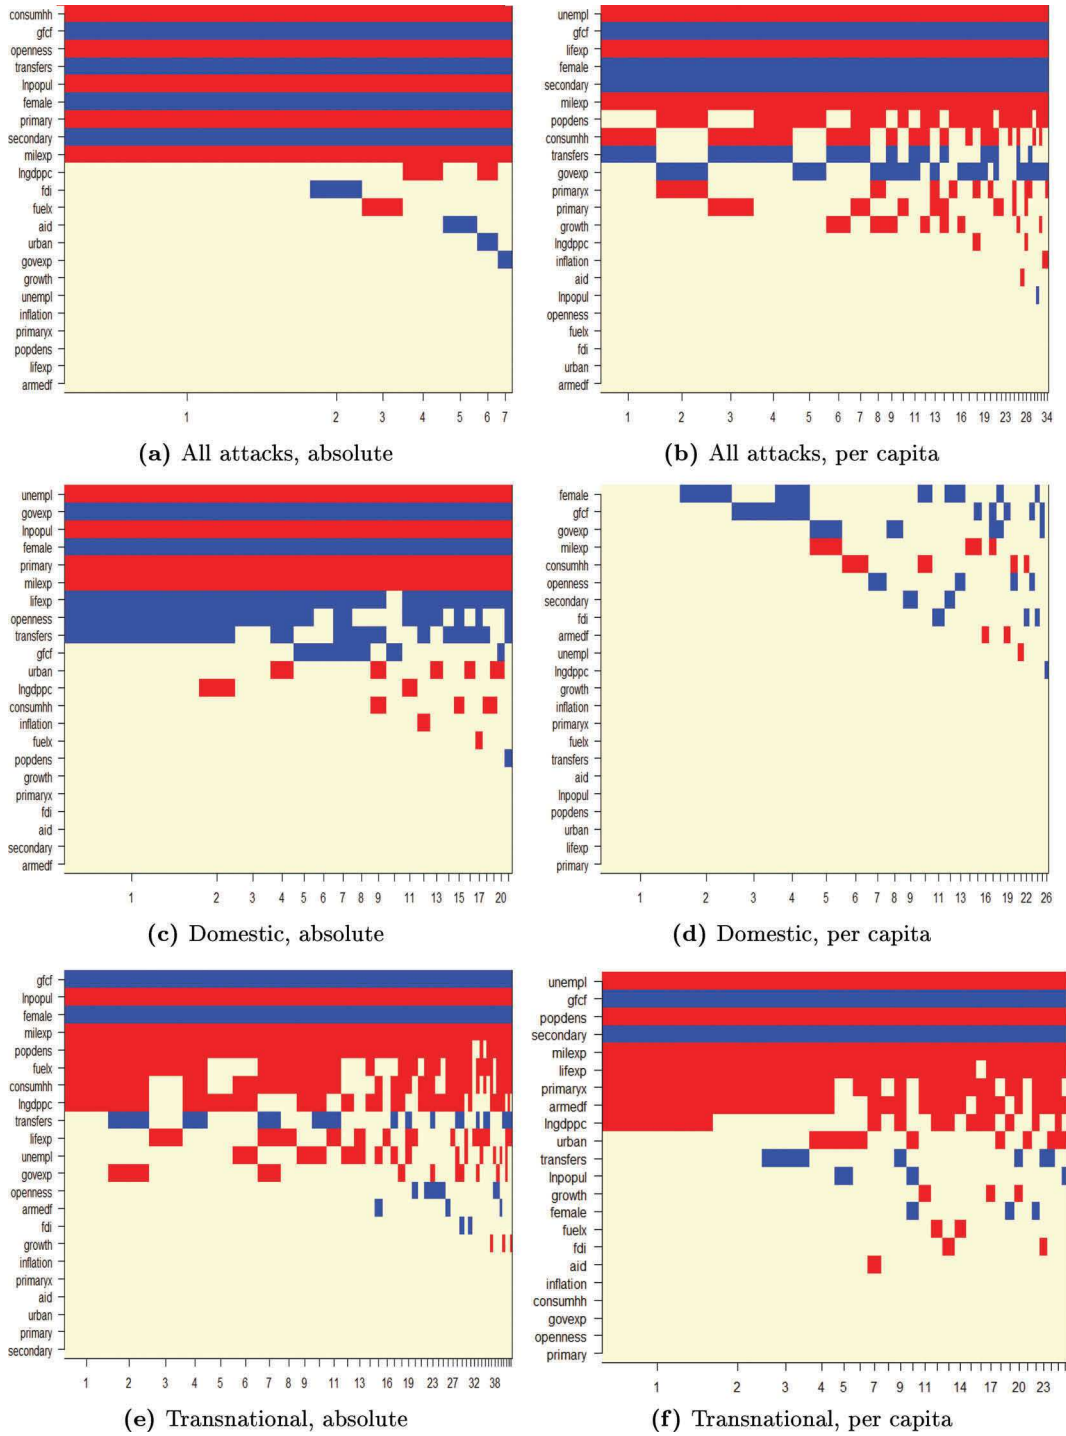 consumhh
gfcf
openness
transfers
lnpopul
female
primary
secondary
milexp
lngdppc
fdi
fuelx
aid
urban
govexp
growth
unempl
inflation
primaryx
popdens
lifexp
armedf
1 2 3 4 5 6 7
(a) All attacks, absolute
unempl
gfcf
lifexp
female
secondary
milexp
popdens
consumhh
transfers
govexp
primaryx
primary
growth
lngdppc
inflation
aid
lnpopul
openness
fuelx
fdi
urban
armedf
1 2 3 4 5 6 7 8 9 11 13 16 19 23 28 34
(b) All attacks, per capita
unempl
govexp
lnpopul
female
primary
milexp
lifexp
openness
transfers
gfcf
urban
lngdppc
consumhh
inflation
fuelx
popdens
growth
primaryx
fdi
aid
secondary
armedf
1 2 3 4 5 6 7 8 9 11 13 15 17 20
(c) Domestic, absolute
female
gfcf
govexp
milexp
consumhh
openness
secondary
fdi
armedf
unempl
lngdppc
growth
inflation
primaryx
fuelx
transfers
aid
lnpopul
popdens
urban
lifexp
primary
1 2 3 4 5 6 7 8 9 11 13 16 19 22 26
(d) Domestic, per capita
gfcf
lnpopul
female
milexp
popdens
fuelx
consumhh
lngdppc
transfers
lifexp
unempl
govexp
openness
armedf
fdi
growth
inflation
primaryx
aid
urban
primary
secondary
1 2 3 4 5 6 7 8 9 11 13 16 19 23 27 32 38
(e) Transnational, absolute
unempl
gfcf
popdens
secondary
milexp
lifexp
primaryx
armedf
lngdppc
urban
transfers
lnpopul
growth
female
fuelx
fdi
aid
inflation
consumhh
govexp
openness
primary
1 2 3 4 5 7 9 11 14 17 20 23
(f) Transnational, per capita